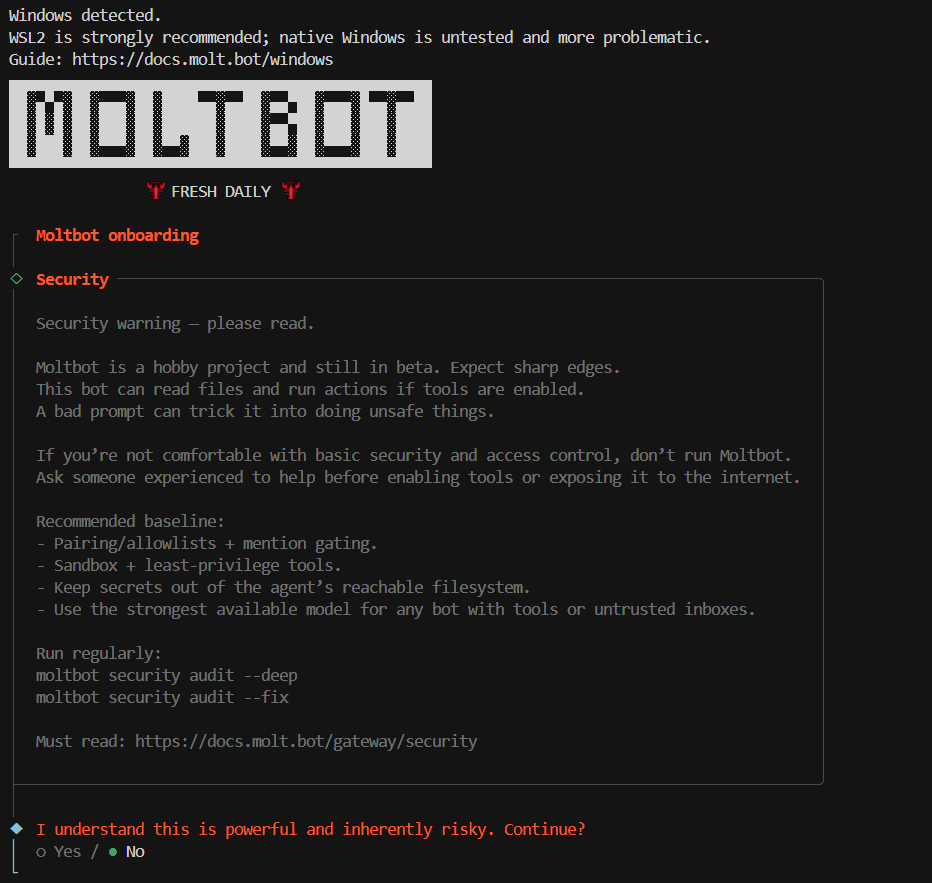 Windows detected.
WSL2 is strongly recommended; native Windows is untested and more problematic.
Guide: https://docs.molt.bot/windows
MOLTBOT
FRESH DAILY
Moltbot onboarding
Security
Security warning — please read.
Moltbot is a hobby project and still in beta. Expect sharp edges.
This bot can read files and run actions if tools are enabled.
A bad prompt can trick it into doing unsafe things.
If you’re not comfortable with basic security and access control, don’t run Moltbot.
Ask someone experienced to help before enabling tools or exposing it to the internet.
Recommended baseline:
- Pairing/allowlists + mention gating.
- Sandbox + least-privilege tools.
- Keep secrets out of the agent’s reachable filesystem.
- Use the strongest available model for any bot with tools or untrusted inboxes.
Run regularly:
moltbot security audit --deep
moltbot security audit --fix
Must read: https://docs.molt.bot/gateway/security
I understand this is powerful and inherently risky. Continue?
○ Yes / ● No